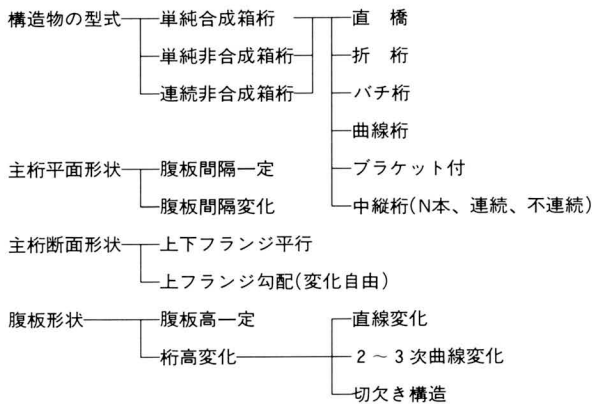 構造物の型式 単純合成箱桁 直橋
単純非合成箱桁 折桁
連続非合成箱桁 バチ桁
曲線桁
主桁平面形状 腹板間隔一定 ブラケット付
腹板間隔変化 中縦桁(N本、連続、不連続)
主桁断面形状 上下フランジ平行
上フランジ勾配(変化自由)
腹板形状 腹板高一定 直線変化
桁高変化 2～3次曲線変化
切欠き構造